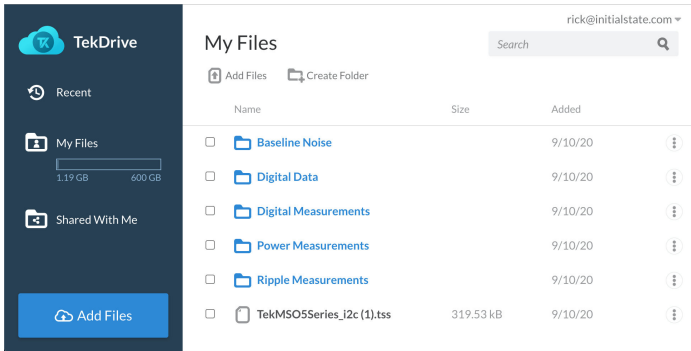 rick@initialstate.com
TekDrive
My Files
Search
Add Files Create Folder
Recent
Name Size Added
My Files
1.19 GB 600 GB
Shared With Me
Baseline Noise 9/10/20
Digital Data 9/10/20
Digital Measurements 9/10/20
Power Measurements 9/10/20
Ripple Measurements 9/10/20
TekMSO5Series_i2c (1).tss 319.53 kB 9/10/20
Add Files